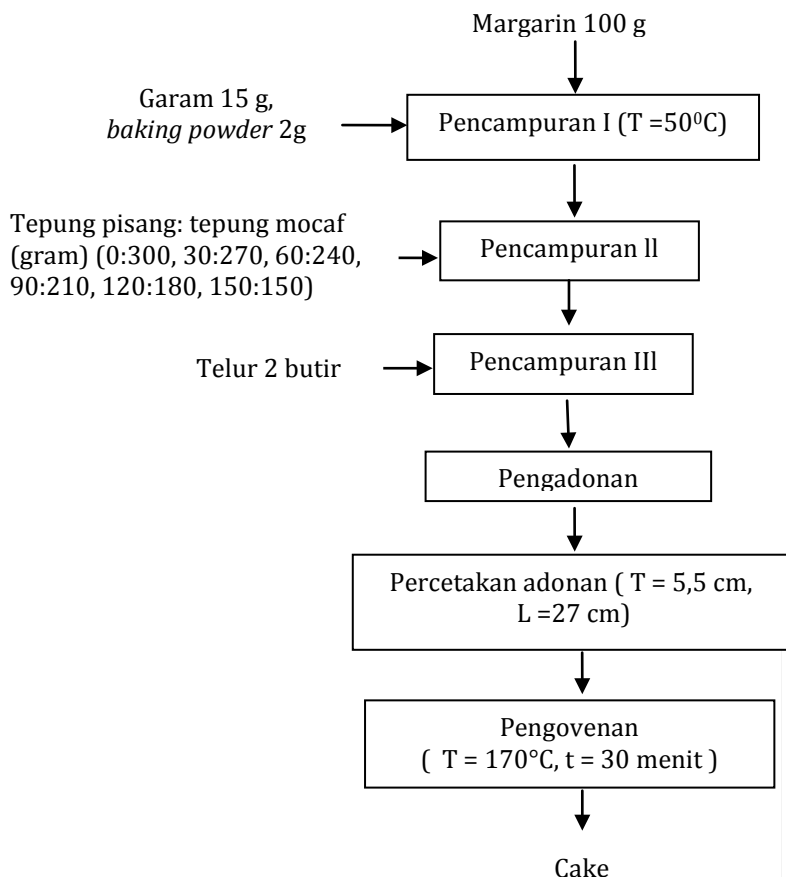 Margarin 100 g
Garam 15 g,
baking powder 2g
Pencampuran I (T =50⁰C)
Tepung pisang: tepung mocaf
(gram) (0:300, 30:270, 60:240,
90:210, 120:180, 150:150)
Pencampuran ll
Telur 2 butir
Pencampuran IIl
Pengadonan
Percetakan adonan ( T = 5,5 cm,
L =27 cm)
Pengovenan
( T = 170°C, t = 30 menit )
Cake